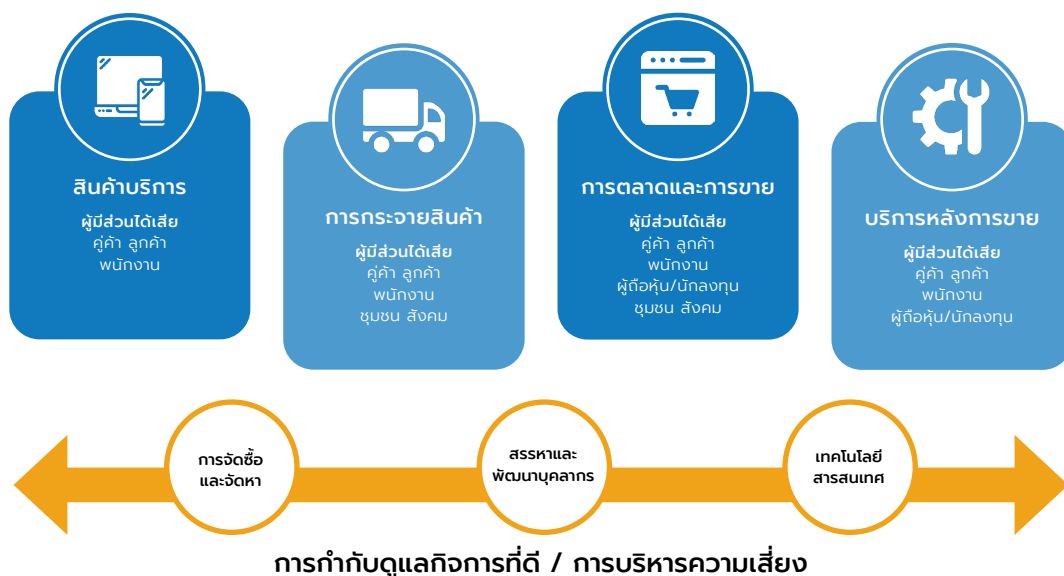 สินค้าบริการ
ผู้มีส่วนได้เสีย
คู่ค้า ลูกค้า
พนักงาน
การกระจายสินค้า
ผู้มีส่วนได้เสีย
คู่ค้า ลูกค้า
พนักงาน
ชุมชน สังคม
การตลาดและการขาย
ผู้มีส่วนได้เสีย
คู่ค้า ลูกค้า
พนักงาน
ผู้ถือหุ้น/นักลงทุน
ชุมชน สังคม
บริการหลังการขาย
ผู้มีส่วนได้เสีย
คู่ค้า ลูกค้า
พนักงาน
ผู้ถือหุ้น/นักลงทุน
การจัดซื้อ
และจัดหา
สรรหาและ
พัฒนาบุคลากร
เทคโนโลยี
สารสนเทศ
การกำกับดูแลกิจการที่ดี / การบริหารความเสี่ยง